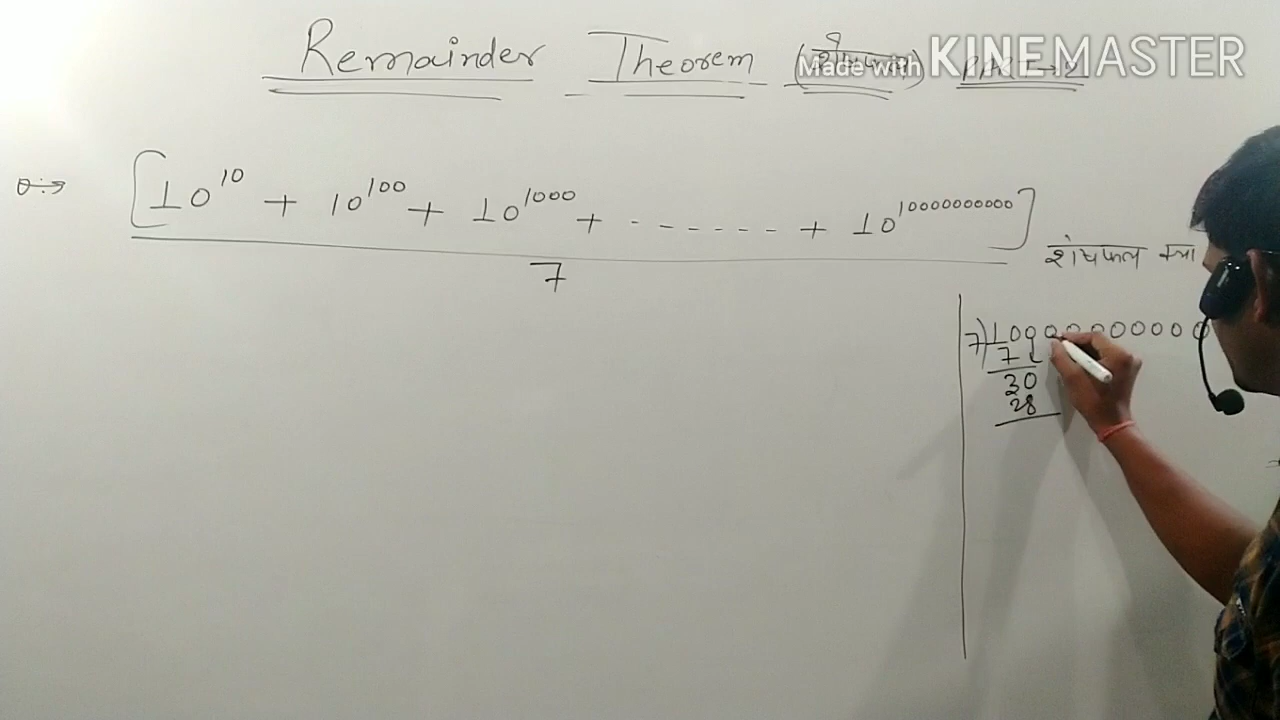 Remainder Theorem
Made with KINEMASTER
Q:→ [10^10 + 10^100 + 10^1000 + ------ + 10^10000000000]
7
शेषफल क्या
7)10000000000
7
30
28